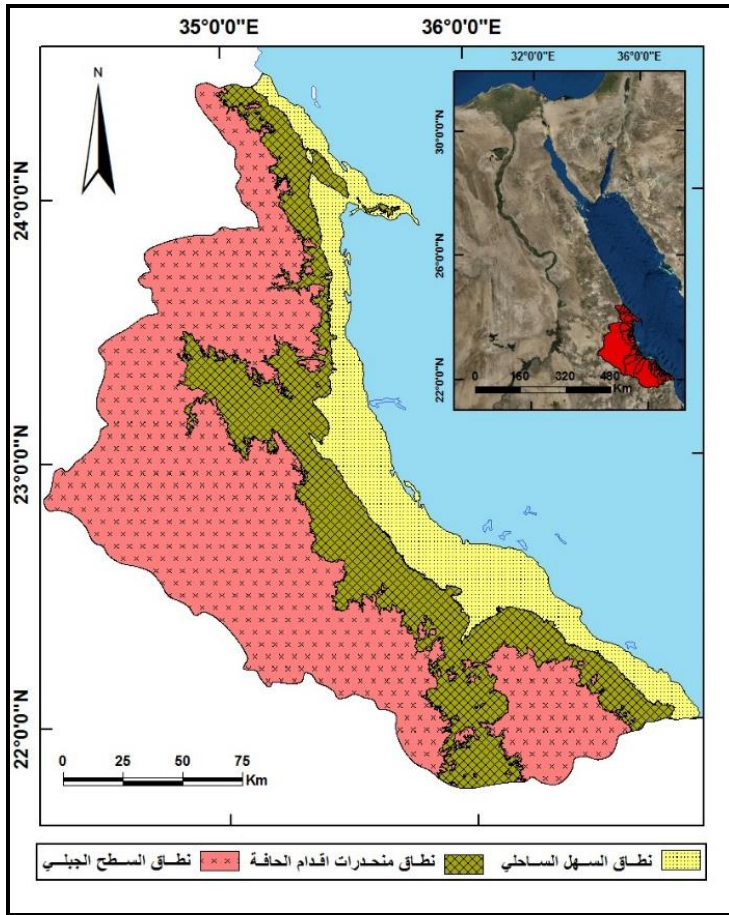 35°0'0"E 36°0'0"E
N
32°0'0"E 36°0'0"E
30°0'0"N
26°0'0"N
22°0'0"N
0 160 320 480
Km
24°0'0"N
23°0'0"N
22°0'0"N
0 25 50 75
Km
نطاق السهل الساحلي نطاق منحدرات اقدام الحافة نطاق السطح الجبلي